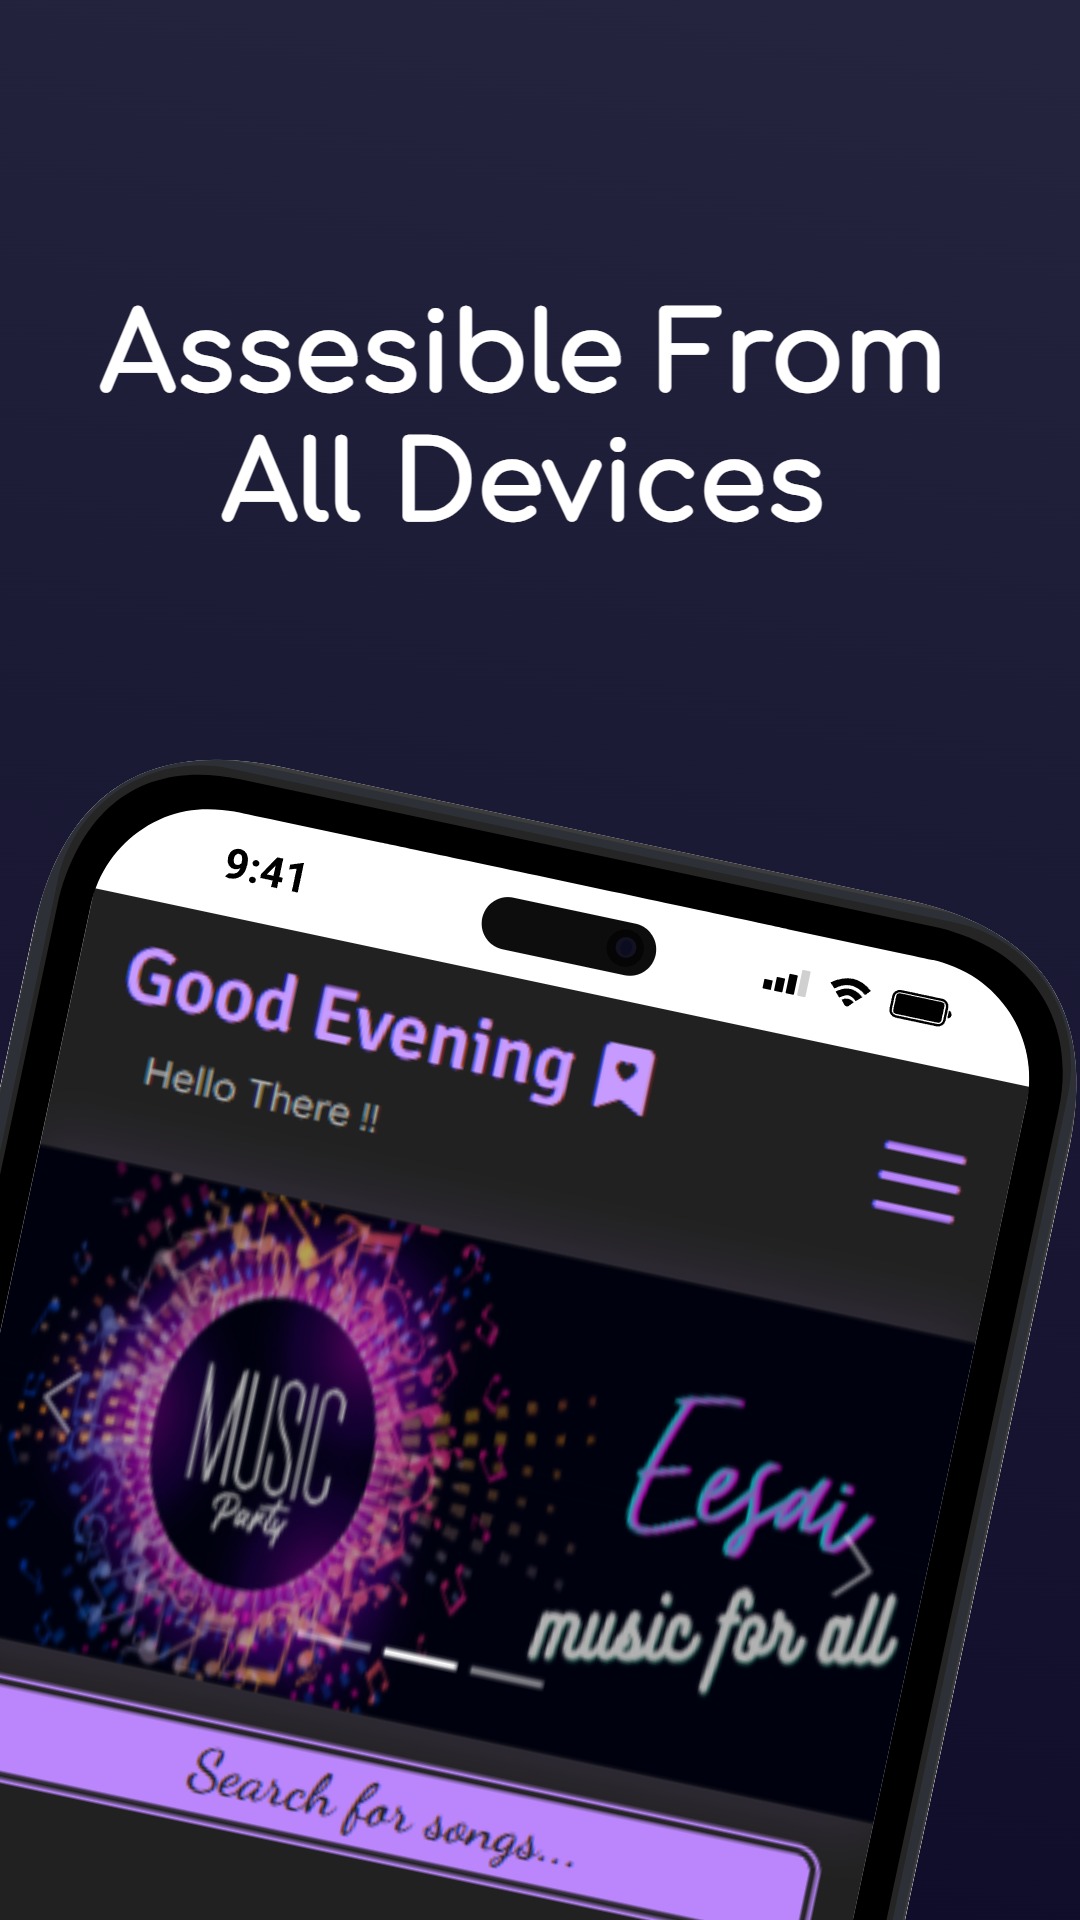 Assesible From
All Devices
9:41
Good Evening
Hello There !!
MUSIC
Party
Eesai
music for all
Search for songs...